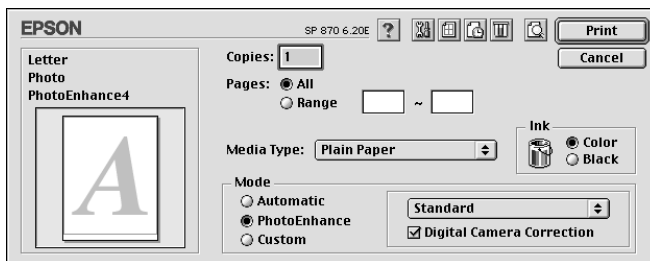 EPSON
SP 870 6.20E ?
Print
Cancel
Letter
Photo
PhotoEnhance4
A
Copies: 1
Pages: All
Range ~
Media Type: Plain Paper
Ink
Color
Black
Mode
Automatic
PhotoEnhance
Custom
Standard
Digital Camera Correction